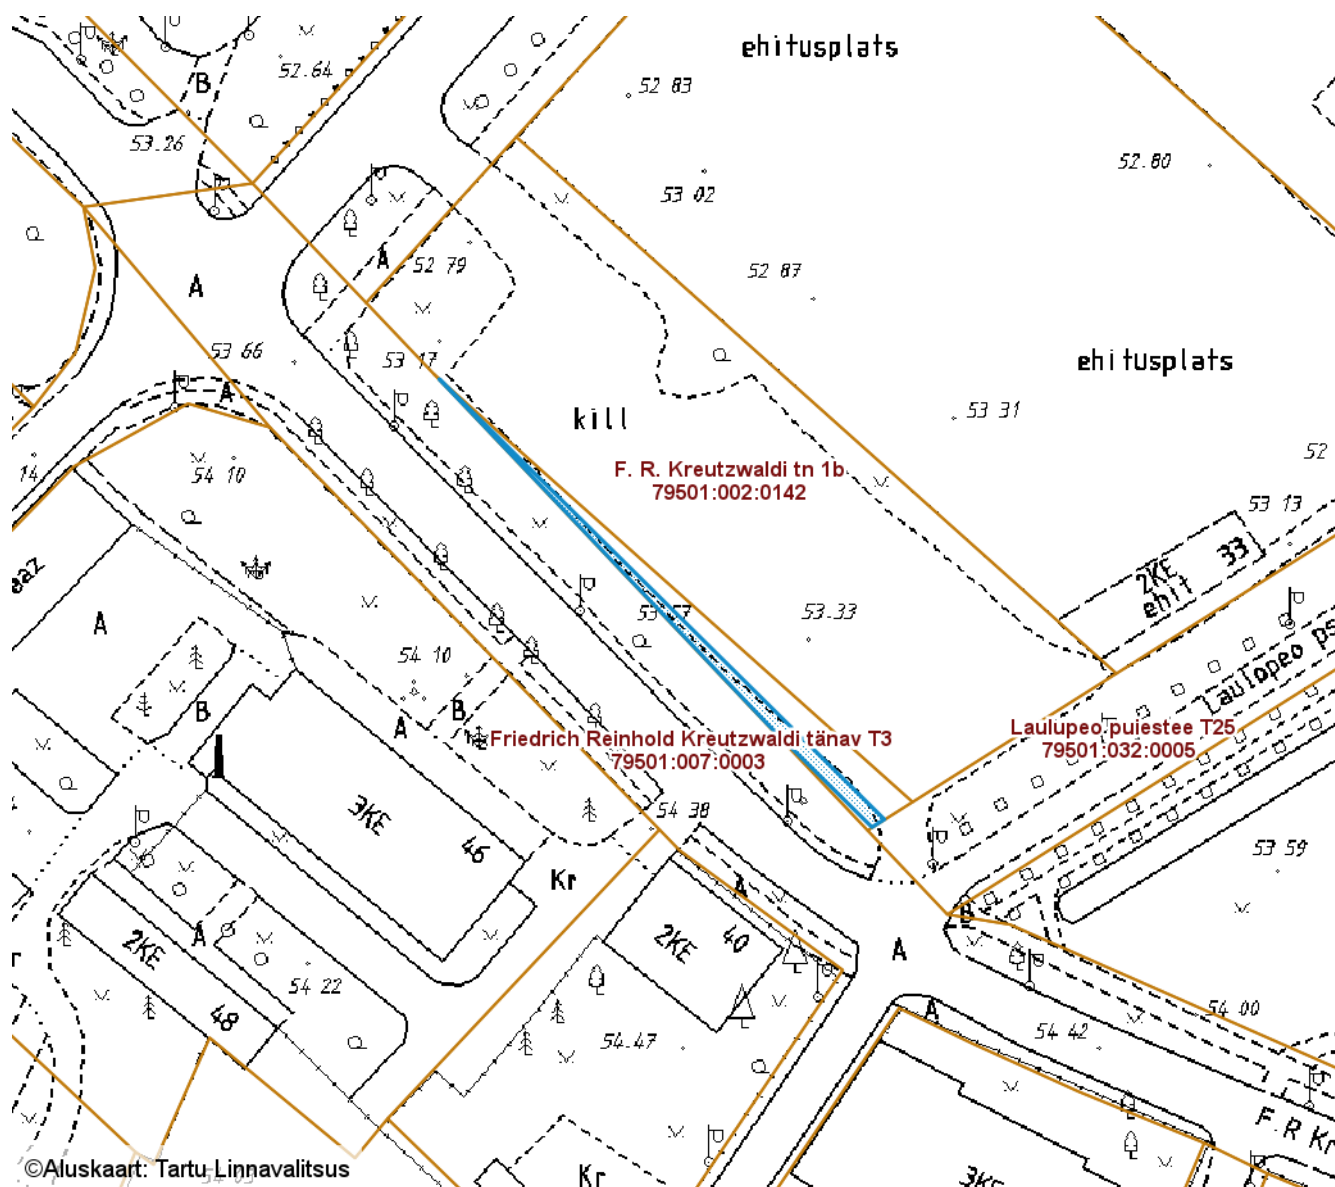 ehitusplats
52.64
B
52 83
53.26
52.80
53 02
A
52 79
52 87
A
53 66
53 17
ehitusplats
A
53 31
kill
14
54 10
F. R. Kreutzwaldi tn 1b
79501:002:0142
52
53 13
2KE
ehit
33
A
53 57
53.33
54 10
Laulupeo ps
B
B
A
Friedrich Reinhold Kreutzwaldi tänav T3
79501:007:0003
Laulupeo puiestee T25
79501:032:0005
3KE
46
54 38
53 59
Kr
A
B
2KE
40
A
2KE
48
A
54 22
54 00
54.47
A
54 42
F. R Kr
©Aluskaart: Tartu Linnavalitsus
Kr
3KE